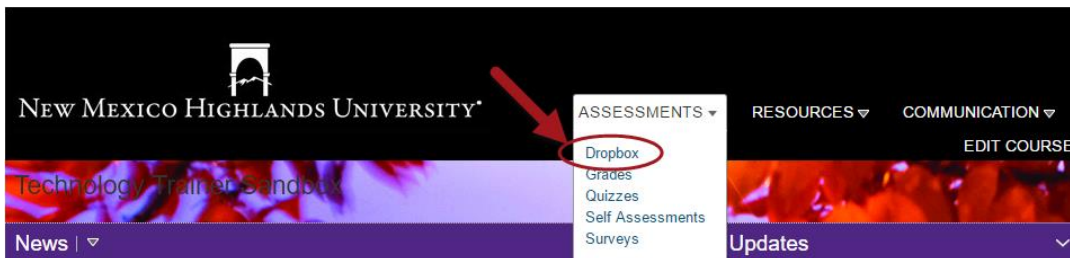 NEW MEXICO HIGHLANDS UNIVERSITY
ASSESSMENTS
RESOURCES
COMMUNICATION
EDIT COURSE
Dropbox
Grades
Quizzes
Self Assessments
Surveys
Technology Trainer Sandbox
News
Updates